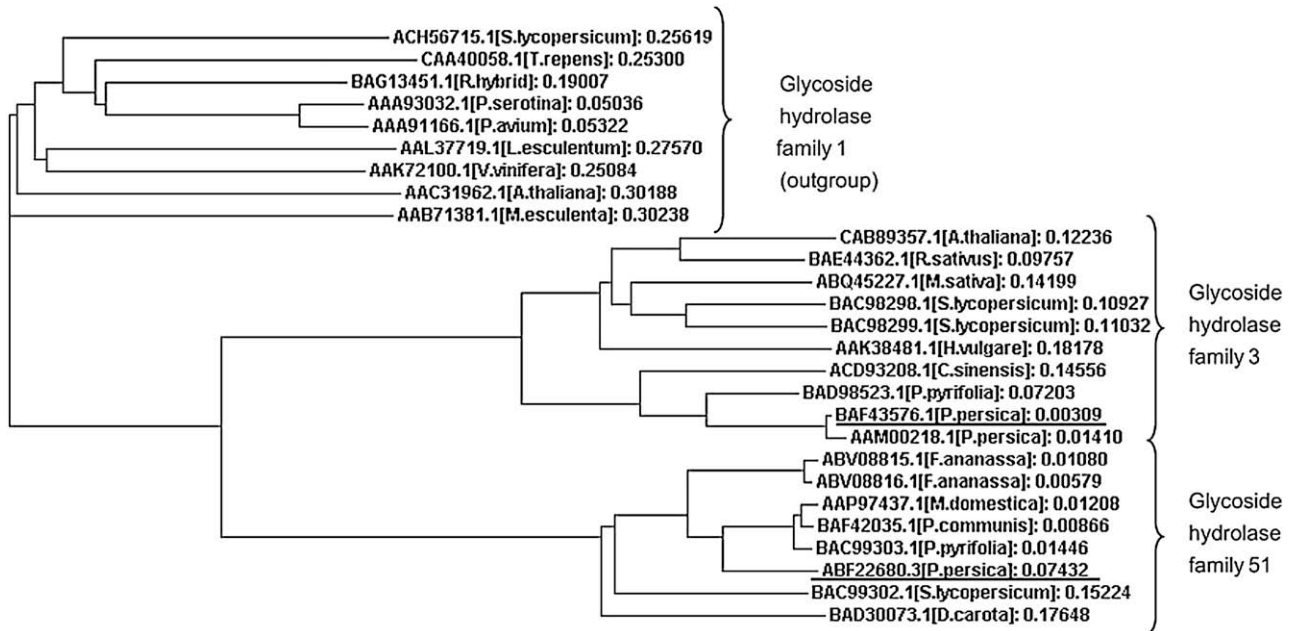 ACH56715.1[S.lycopersicum]: 0.25619
CAA40058.1[T.repens]: 0.25300
BAG13451.1[R.hybrid]: 0.19007
AAA93032.1[P.serotina]: 0.05036
AAA91166.1[P.avium]: 0.05322
AAL37719.1[L.esculentum]: 0.27570
AAK72100.1[V.vinifera]: 0.25084
AAC31962.1[A.thaliana]: 0.30188
AAB71381.1[M.esculenta]: 0.30238
Glycoside
hydrolase
family 1
(outgroup)
CAB89357.1[A.thaliana]: 0.12236
BAE44362.1[R.sativus]: 0.09757
ABQ45227.1[M.sativa]: 0.14199
BAC98298.1[S.lycopersicum]: 0.10927
BAC98299.1[S.lycopersicum]: 0.11032
AAK38481.1[H.vulgare]: 0.18178
ACD93208.1[C.sinensis]: 0.14556
BAD98523.1[P.pyrifolia]: 0.07203
BAF43576.1[P.persica]: 0.00309
AAM00218.1[P.persica]: 0.01410
Glycoside
hydrolase
family 3
ABV08815.1[F.ananassa]: 0.01080
ABV08816.1[F.ananassa]: 0.00579
AAP97437.1[M.domestica]: 0.01208
BAF42035.1[P.communis]: 0.00866
BAC99303.1[P.pyrifolia]: 0.01446
ABF22680.3[P.persica]: 0.07432
BAC99302.1[S.lycopersicum]: 0.15224
BAD30073.1[D.carota]: 0.17648
Glycoside
hydrolase
family 51